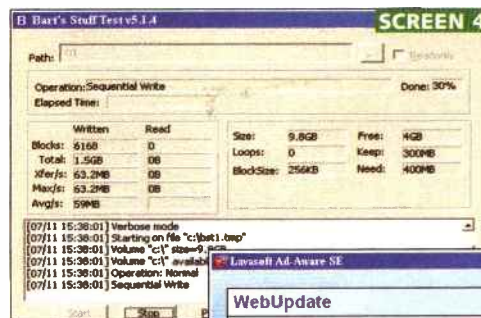 Bart's Stuff Test v5.1.4
SCREEN 4
Path:
Operation: Sequential Write Done: 30%
Elapsed Time:
Written Read
Blocks: 6168 0
Total: 1.5GB 0B
Xfer/s: 63.2MB 0B
Max/s: 63.2MB 0B
Avg/s: 59MB
Size: 9.8GB Free: 4GB
Loops: 0 Keep: 300MB
BlockSize: 256KB Need: 400MB
[07/11 15:38:01] Verbose mode
[07/11 15:38:01] Starting on file "c:\bst1.tmp"
[07/11 15:38:01] Volume "c:\" size=9.8GB
[07/11 15:38:01] Volume "c:\" availabl
[07/11 15:38:01] Operation: Normal
[07/11 15:38:01] Sequential Write
Start Stop P
Lavasoft Ad-Aware SE
WebUpdate